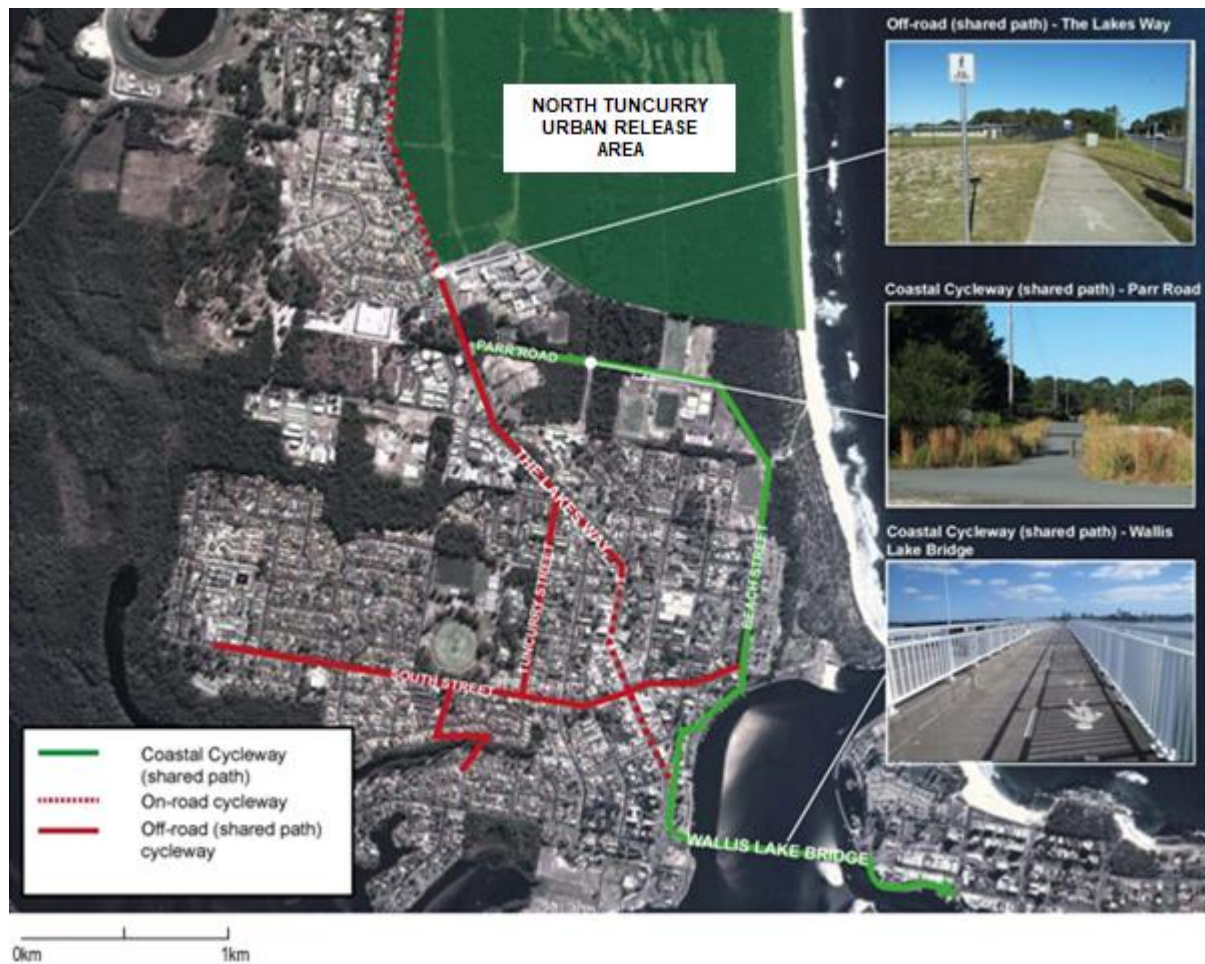 Off-road (shared path) - The Lakes Way
NORTH TUNCURRY
URBAN RELEASE
AREA
Coastal Cycleway (shared path) - Parr Road
PARR ROAD
THE LAKES WAY
TUNCURRY STREET
BEACH STREET
SOUTH STREET
Coastal Cycleway (shared path) - Wallis
Lake Bridge
WALLIS LAKE BRIDGE
Coastal Cycleway
(shared path)
On-road cycleway
Off-road (shared path)
cycleway
0km
1km